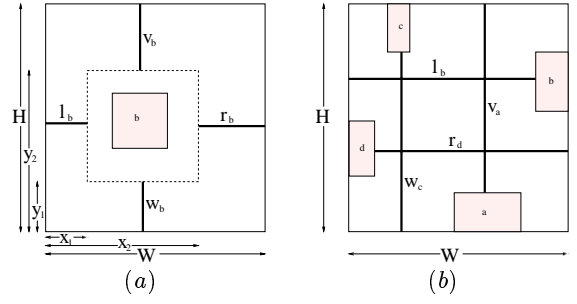 v_b
H
l_b
b
r_b
y_2
y_1
w_b
x_1
x_2
W
(a)
c
l_b
b
H
v_a
d
r_d
w_c
a
W
(b)